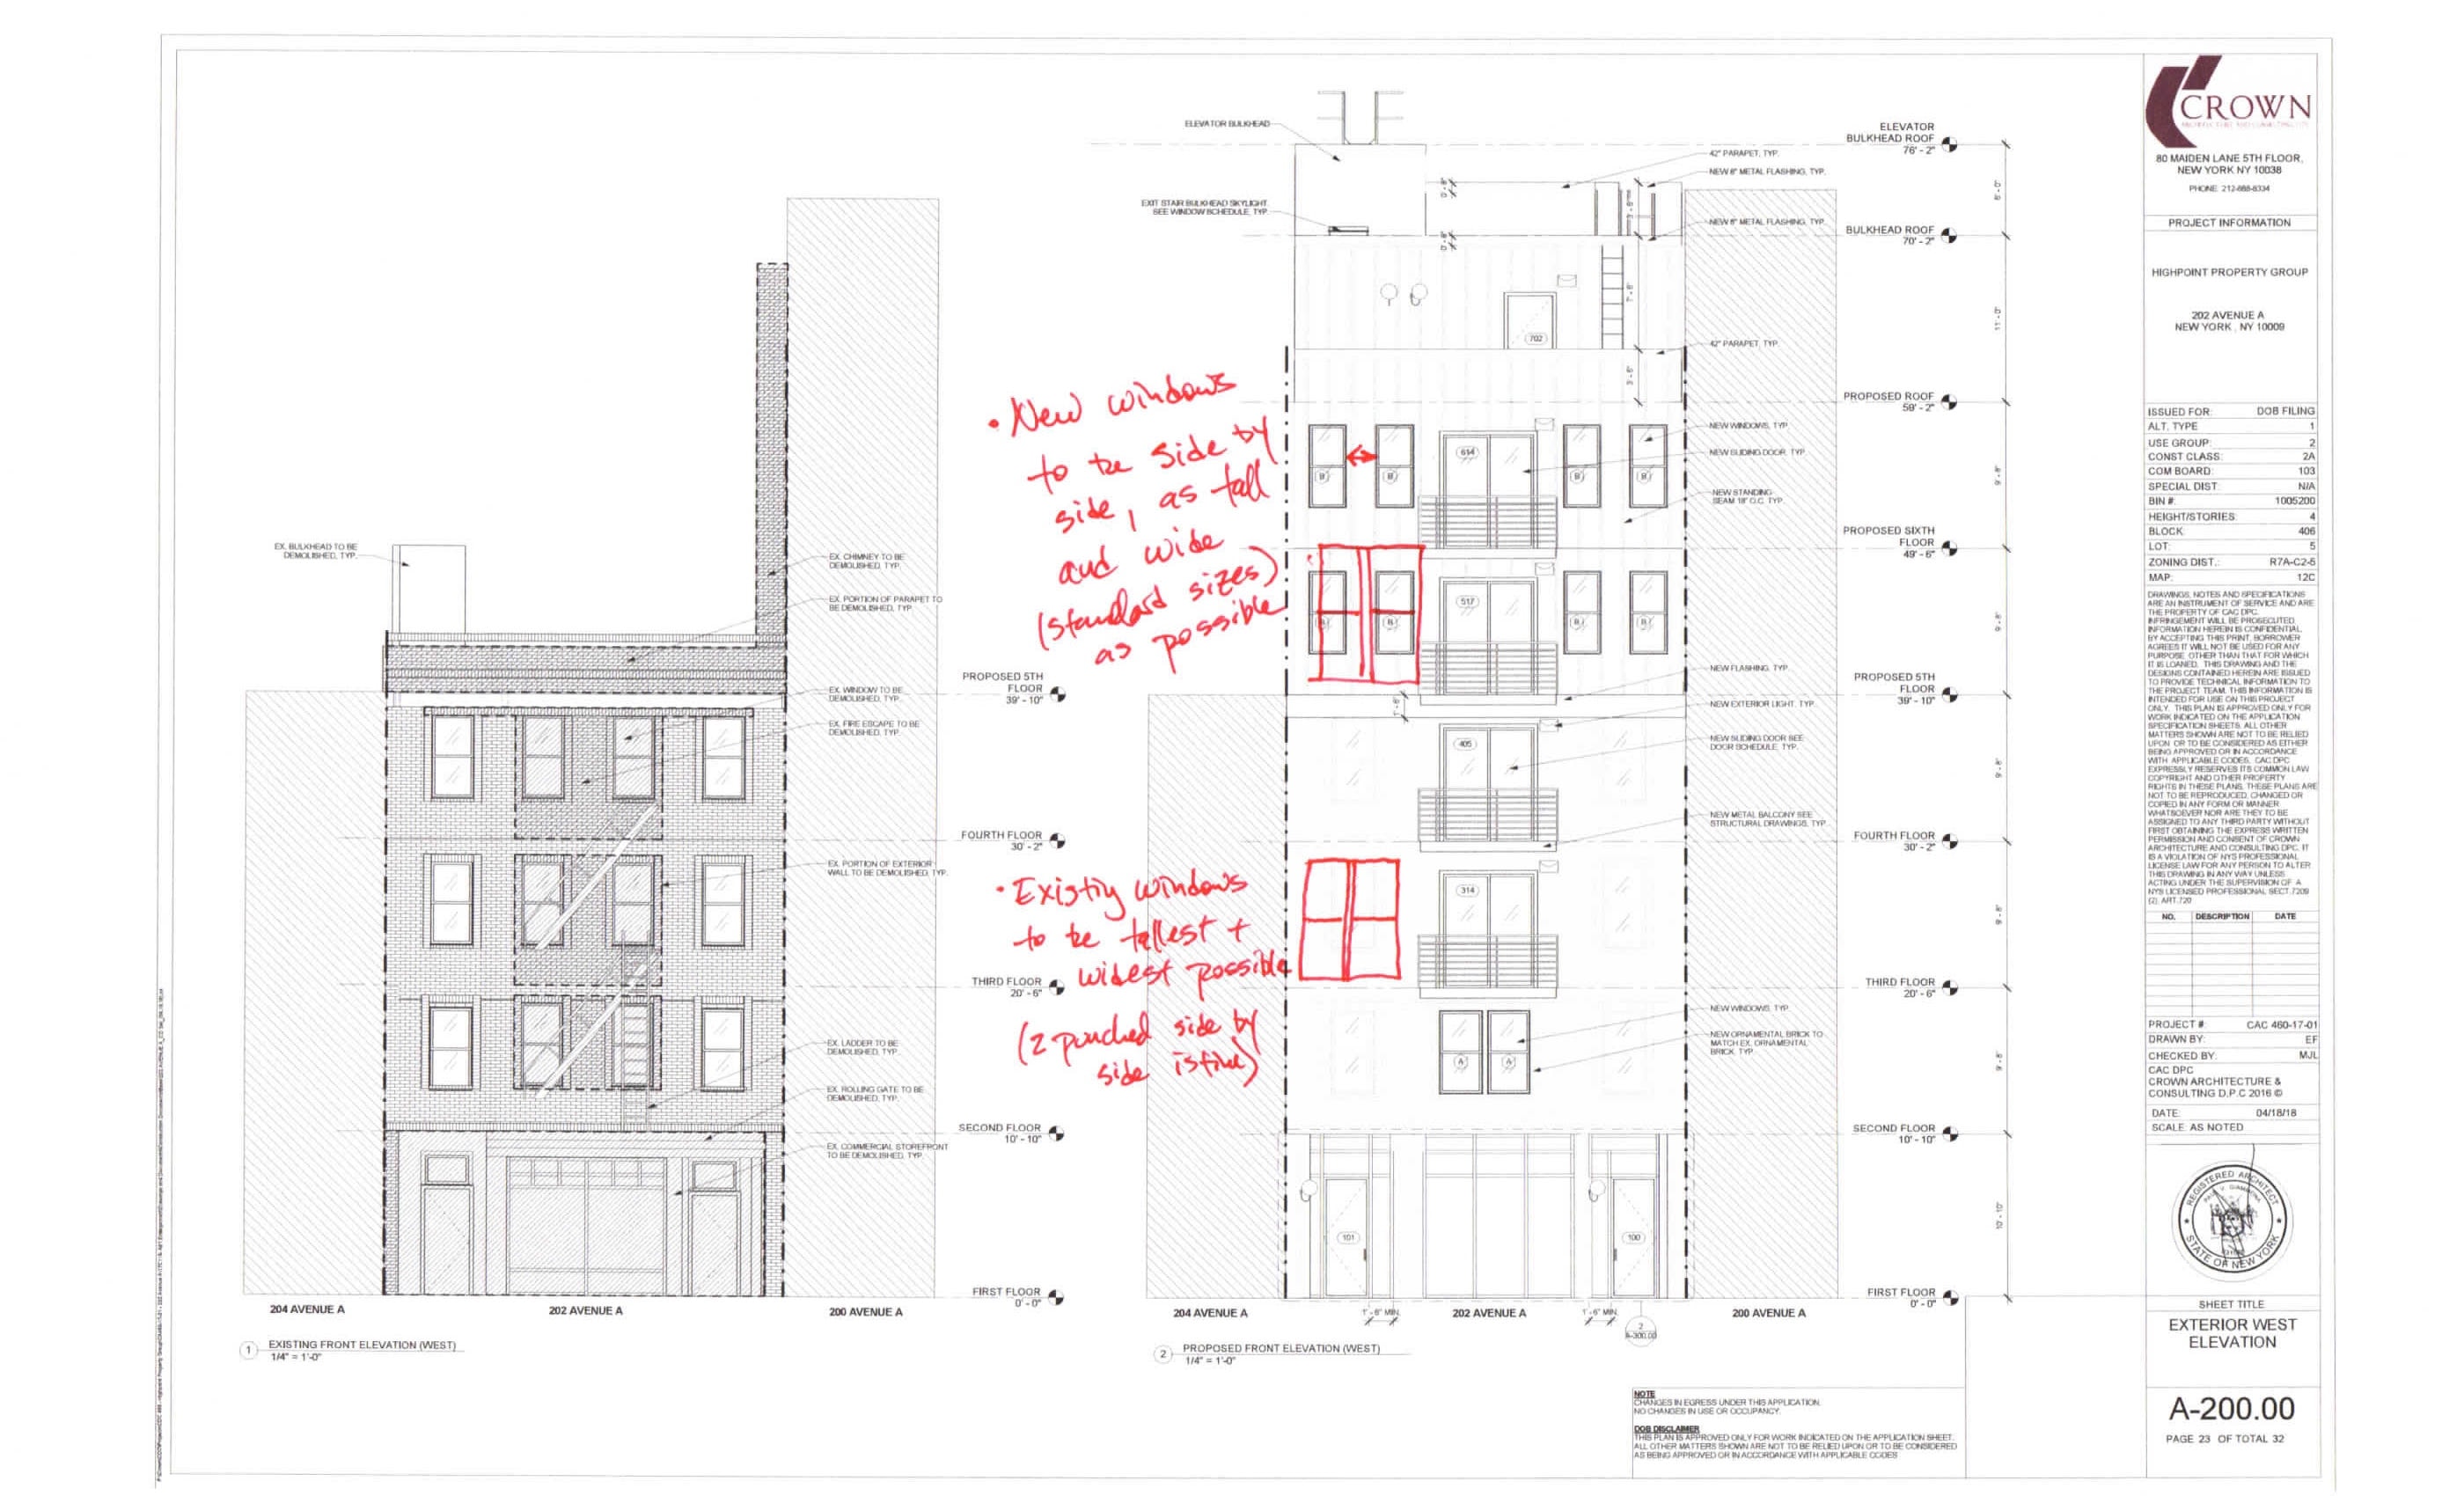 ELEVATOR BULKHEAD
EXIT STAIR BULKHEAD SKYLIGHT
SEE WINDOW SCHEDULE, TYP.
42" PARAPET, TYP.
NEW 8" METAL FLASHING, TYP.
NEW 8" METAL FLASHING, TYP.
42" PARAPET, TYP.
ELEVATOR
BULKHEAD ROOF
76' - 2"
BULKHEAD ROOF
70' - 2"
PROPOSED ROOF
59' - 2"
PROPOSED SIXTH
FLOOR
49' - 6"
PROPOSED 5TH
FLOOR
39' - 10"
FOURTH FLOOR
30' - 2"
THIRD FLOOR
20' - 6"
SECOND FLOOR
10' - 10"
FIRST FLOOR
0' - 0"
6' - 0"
11' - 0"
9' - 8"
9' - 8"
9' - 8"
9' - 8"
9' - 8"
10' - 10"
0' - 8"
0' - 8"
7' - 6"
3' - 6"
702
NEW WINDOWS, TYP.
NEW SLIDING DOOR, TYP.
NEW STANDING
SEAM 18" O.C. TYP.
NEW FLASHING, TYP.
NEW EXTERIOR LIGHT, TYP.
NEW SLIDING DOOR SEE
DOOR SCHEDULE, TYP.
NEW METAL BALCONY SEE
STRUCTURAL DRAWINGS, TYP.
NEW WINDOWS, TYP.
NEW ORNAMENTAL BRICK TO
MATCH EX. ORNAMENTAL
BRICK, TYP.
B B 614 B B
B B 517 B B
1' - 6"
405
314
A A
101
100
• New windows
to be side by
side, as tall
and wide
(standard sizes)
as possible
• Existing windows
to be tallest +
widest possible
(2 punched side by
side is fine)
EX. BULKHEAD TO BE
DEMOLISHED, TYP.
EX. CHIMNEY TO BE
DEMOLISHED, TYP.
EX. PORTION OF PARAPET TO
BE DEMOLISHED, TYP.
EX. WINDOW TO BE
DEMOLISHED, TYP.
EX. FIRE ESCAPE TO BE
DEMOLISHED, TYP.
EX. PORTION OF EXTERIOR
WALL TO BE DEMOLISHED, TYP.
EX. LADDER TO BE
DEMOLISHED, TYP.
EX. ROLLING GATE TO BE
DEMOLISHED, TYP.
EX. COMMERCIAL STOREFRONT
TO BE DEMOLISHED, TYP.
PROPOSED 5TH
FLOOR
39' - 10"
FOURTH FLOOR
30' - 2"
THIRD FLOOR
20' - 6"
SECOND FLOOR
10' - 10"
FIRST FLOOR
0' - 0"
204 AVENUE A
202 AVENUE A
200 AVENUE A
1 EXISTING FRONT ELEVATION (WEST)
1/4" = 1'-0"
204 AVENUE A
1' - 6" MIN.
202 AVENUE A
1' - 6" MIN.
2
A-300.00
200 AVENUE A
2 PROPOSED FRONT ELEVATION (WEST)
1/4" = 1'-0"
NOTE
CHANGES IN EGRESS UNDER THIS APPLICATION.
NO CHANGES IN USE OR OCCUPANCY.
DOB DISCLAIMER
THIS PLAN IS APPROVED ONLY FOR WORK INDICATED ON THE APPLICATION SHEET.
ALL OTHER MATTERS SHOWN ARE NOT TO BE RELIED UPON OR TO BE CONSIDERED
AS BEING APPROVED OR IN ACCORDANCE WITH APPLICABLE CODES
CROWN
80 MAIDEN LANE 5TH FLOOR,
NEW YORK NY 10038
PHONE: 212-688-8334
PROJECT INFORMATION
HIGHPOINT PROPERTY GROUP
202 AVENUE A
NEW YORK , NY 10009
ISSUED FOR: DOB FILING
ALT. TYPE 1
USE GROUP: 2
CONST CLASS: 2A
COM BOARD: 103
SPECIAL DIST: N/A
BIN #: 1005200
HEIGHT/STORIES: 4
BLOCK: 406
LOT: 5
ZONING DIST.: R7A-C2-5
MAP: 12C
DRAWINGS, NOTES AND SPECIFICATIONS
ARE AN INSTRUMENT OF SERVICE AND ARE
THE PROPERTY OF CAC DPC.
INFRINGEMENT WILL BE PROSECUTED.
INFORMATION HEREIN IS CONFIDENTIAL.
BY ACCEPTING THIS PRINT, BORROWER
AGREES IT WILL NOT BE USED FOR ANY
PURPOSE OTHER THAN THAT FOR WHICH
IT IS LOANED. THIS DRAWING AND THE
DESIGNS CONTAINED HEREIN ARE ISSUED
TO PROVIDE TECHNICAL INFORMATION TO
THE PROJECT TEAM. THIS INFORMATION IS
INTENDED FOR USE ON THIS PROJECT
ONLY. THIS PLAN IS APPROVED ONLY FOR
WORK INDICATED ON THE APPLICATION
SPECIFICATION SHEETS. ALL OTHER
MATTERS SHOWN ARE NOT TO BE RELIED
UPON OR TO BE CONSIDERED AS EITHER
BEING APPROVED OR IN ACCORDANCE
WITH APPLICABLE CODES. CAC DPC
EXPRESSLY RESERVES ITS COMMON LAW
COPYRIGHT AND OTHER PROPERTY
RIGHTS IN THESE PLANS. THESE PLANS ARE
NOT TO BE REPRODUCED, CHANGED OR
COPIED IN ANY FORM OR MANNER
WHATSOEVER NOR ARE THEY TO BE
ASSIGNED TO ANY THIRD PARTY WITHOUT
FIRST OBTAINING THE EXPRESS WRITTEN
PERMISSION AND CONSENT OF CROWN
ARCHITECTURE AND CONSULTING DPC. IT
IS A VIOLATION OF NYS PROFESSIONAL
LICENSE LAW FOR ANY PERSON TO ALTER
THIS DRAWING IN ANY WAY UNLESS
ACTING UNDER THE SUPERVISION OF A
NYS LICENSED PROFESSIONAL SECT.7209
(2), ART.720
NO. DESCRIPTION DATE
PROJECT #: CAC 460-17-01
DRAWN BY: EF
CHECKED BY: MJL
CAC DPC
CROWN ARCHITECTURE &
CONSULTING D.P.C 2016 ©
DATE: 04/18/18
SCALE: AS NOTED
REGISTERED ARCHITECT
STATE OF NEW YORK
SHEET TITLE
EXTERIOR WEST
ELEVATION
A-200.00
PAGE 23 OF TOTAL 32